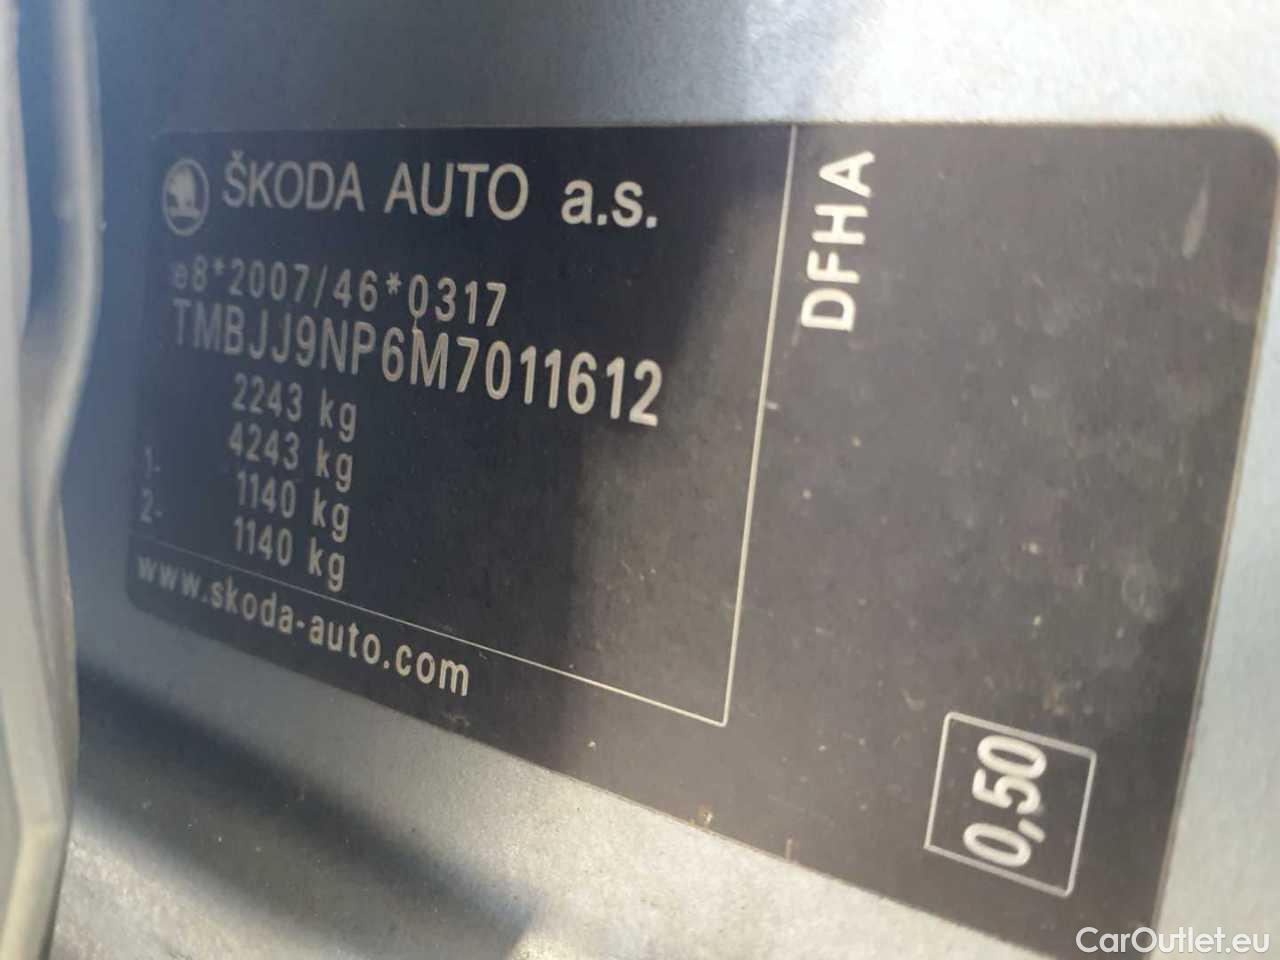 ŠKODA AUTO a.s.
e8*2007/46*0317
TMBJJ9NP6M7011612
2243 kg
4243 kg
1- 1140 kg
2- 1140 kg
www.skoda-auto.com
DFHA
0,50
CarOutlet.eu